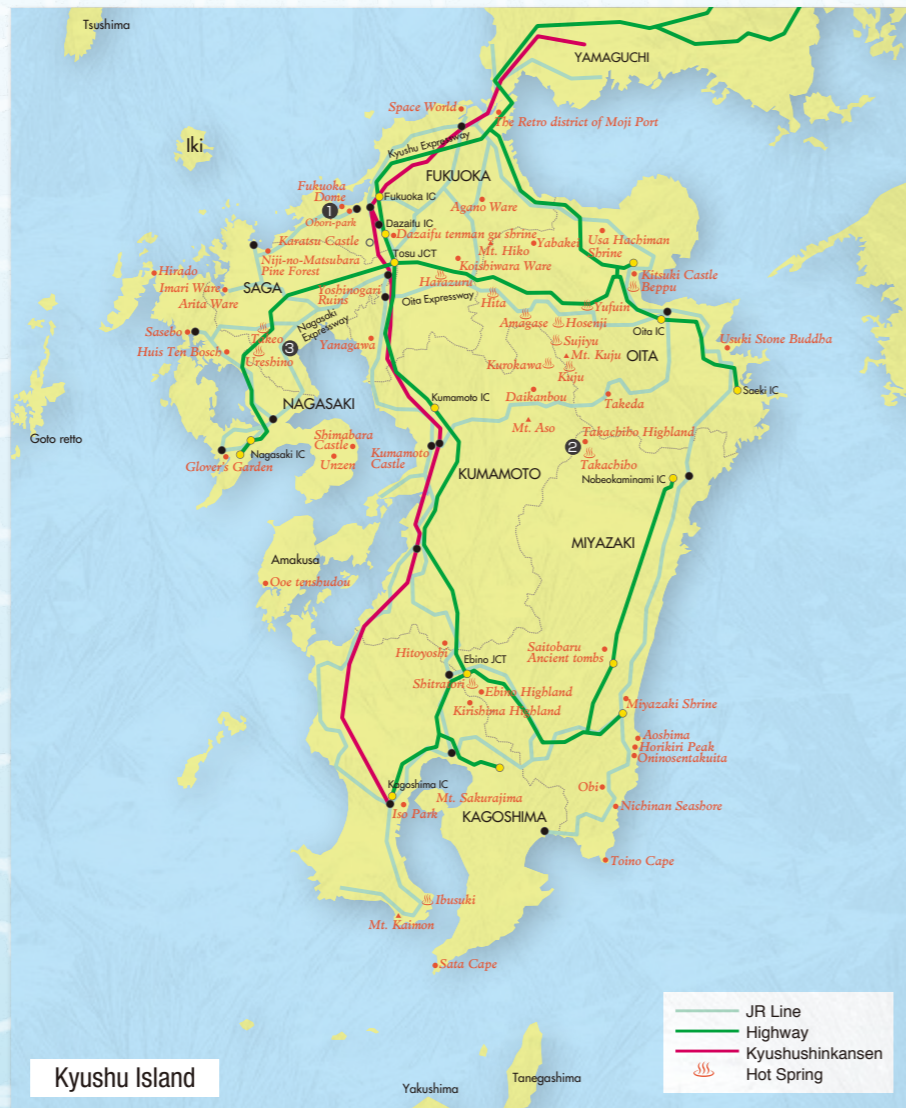 Tsushima
YAMAGUCHI
Space World
The Retro district of Moji Port
Iki
Kyushu Expressway
FUKUOKA
Fukuoka
Dome
Fukuoka IC
1
Ohori-park
Agano Ware
Dazaifu IC
Dazaifu tenman gu shrine
Usa Hachiman
Shrine
Karatsu Castle
Mt. Hiko
Yabakei
Niji-no-Matsubara
Pine Forest
Tosu JCT
Koishiwara Ware
Hirado
Kitsuki Castle
Beppu
Imari Ware
Arita Ware
SAGA
Yoshinogari
Ruins
Harazuru
Oita Expressway
Hita
Yufuin
Nagasaki
Expressway
Amagase
Hosenji
Oita IC
Sasebo
Takeo
Yanagawa
Sujiyu
Usuki Stone Buddha
Huis Ten Bosch
3
Ureshino
Mt. Kuju
OITA
Kurokawa
Kuju
Daikanbou
Takeda
Saeki IC
NAGASAKI
Kumamoto IC
Mt. Aso
Goto retto
Shimabara
Castle
Nagasaki IC
Glover's Garden
Unzen
Kumamoto
Castle
2
Takachiho Highland
Takachiho
KUMAMOTO
Nobeokaminami IC
MIYAZAKI
Amakusa
Ooe tenshudou
Hitoyoshi
Saitobaru
Ancient tombs
Ebino JCT
Shitratori
Ebino Highland
Kirishima Highland
Miyazaki Shrine
Aoshima
Horikiri Peak
Oninosentakuita
Kogoshima IC
Iso Park
Mt. Sakurajima
KAGOSHIMA
Obi
Nichinan Seashore
Toino Cape
Ibusuki
Mt. Kaimon
Sata Cape
JR Line
Highway
Kyushushinkansen
Hot Spring
Kyushu Island
Yakushima
Tanegashima